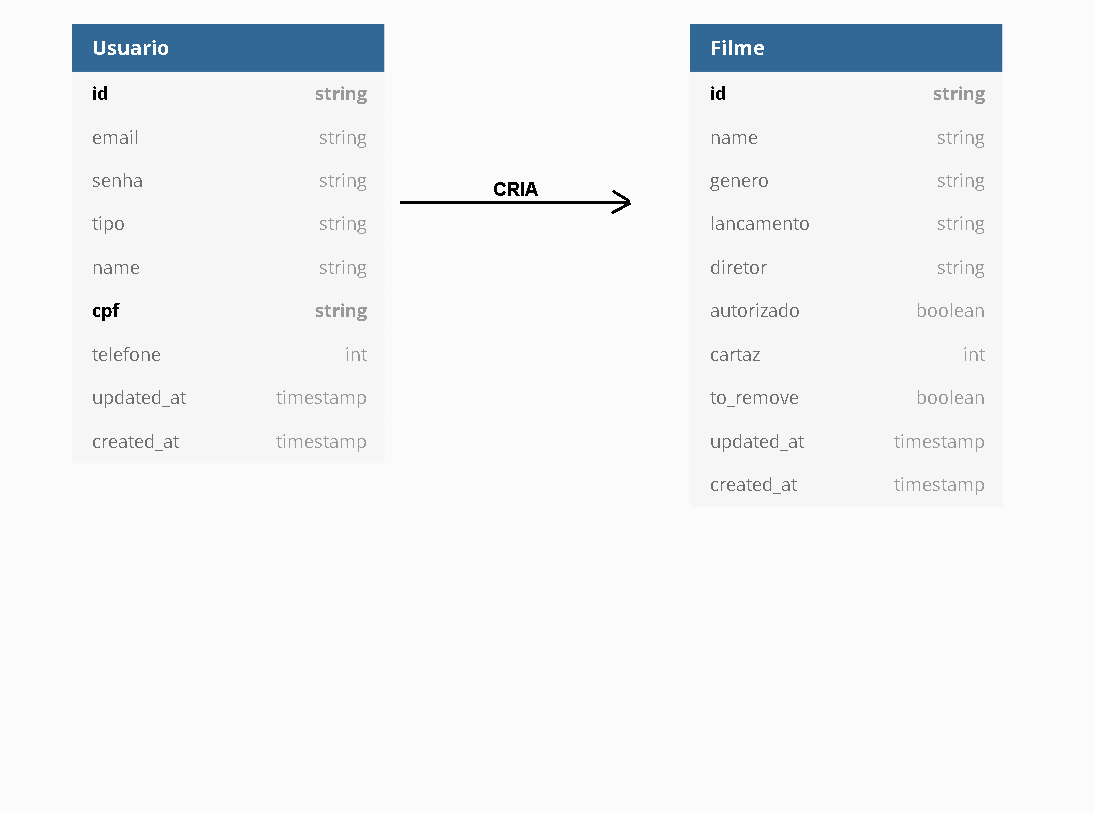 Usuario
id string
email string
senha string
tipo string
name string
cpf string
telefone int
updated_at timestamp
created_at timestamp
CRIA
Filme
id string
name string
genero string
lancamento string
diretor string
autorizado boolean
cartaz int
to_remove boolean
updated_at timestamp
created_at timestamp